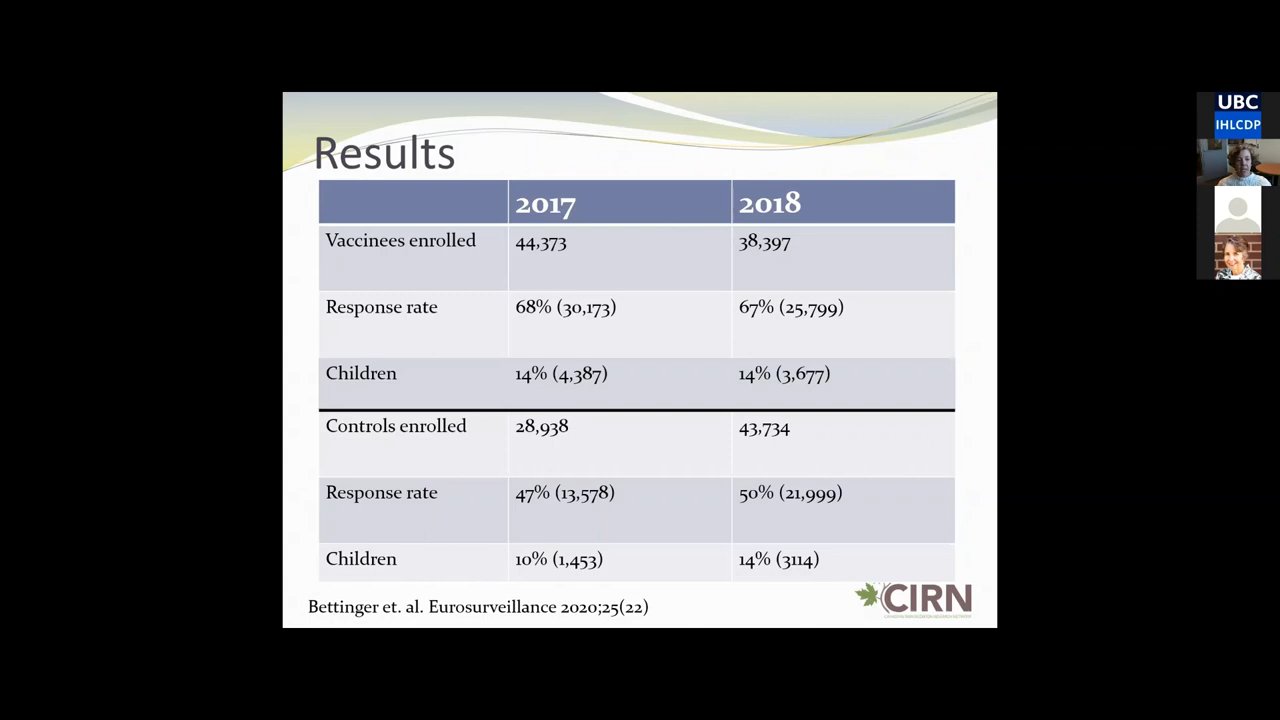 Results
2017 2018
Vaccinees enrolled 44,373 38,397
Response rate 68% (30,173) 67% (25,799)
Children 14% (4,387) 14% (3,677)
Controls enrolled 28,938 43,734
Response rate 47% (13,578) 50% (21,999)
Children 10% (1,453) 14% (3114)
Bettinger et. al. Eurosurveillance 2020;25(22)
CIRN
UBC
IHLCDP